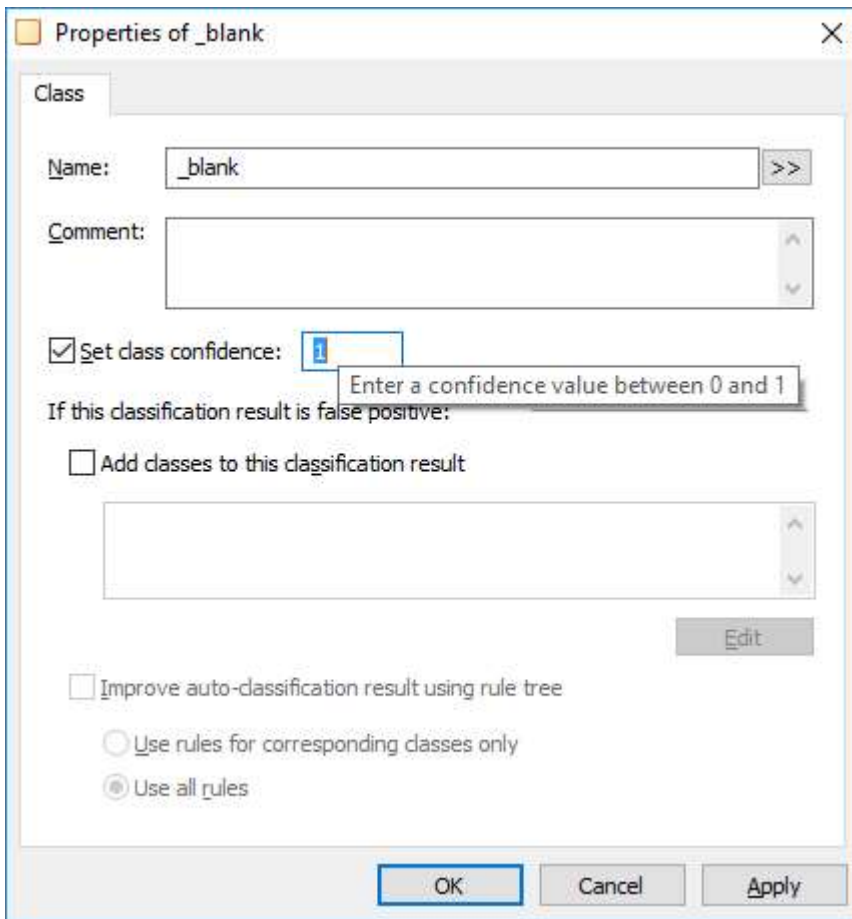 Properties of _blank
Class
Name: _blank >>
Comment:
Set class confidence: 1
Enter a confidence value between 0 and 1
If this classification result is false positive:
Add classes to this classification result
Edit
Improve auto-classification result using rule tree
Use rules for corresponding classes only
Use all rules
OK Cancel Apply